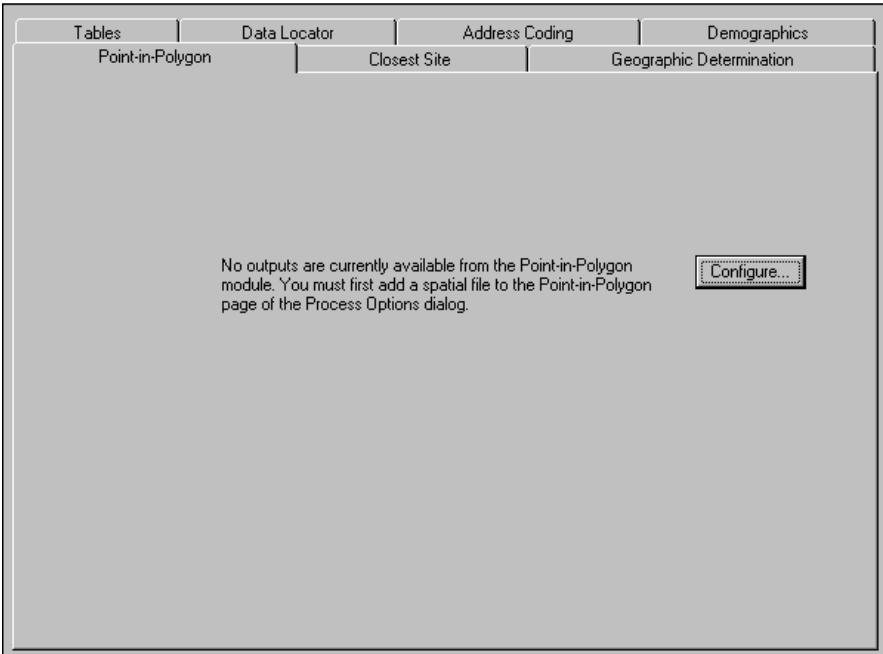 Tables Data Locator Address Coding Demographics
Point-in-Polygon Closest Site Geographic Determination
No outputs are currently available from the Point-in-Polygon
module. You must first add a spatial file to the Point-in-Polygon
page of the Process Options dialog.
Configure...